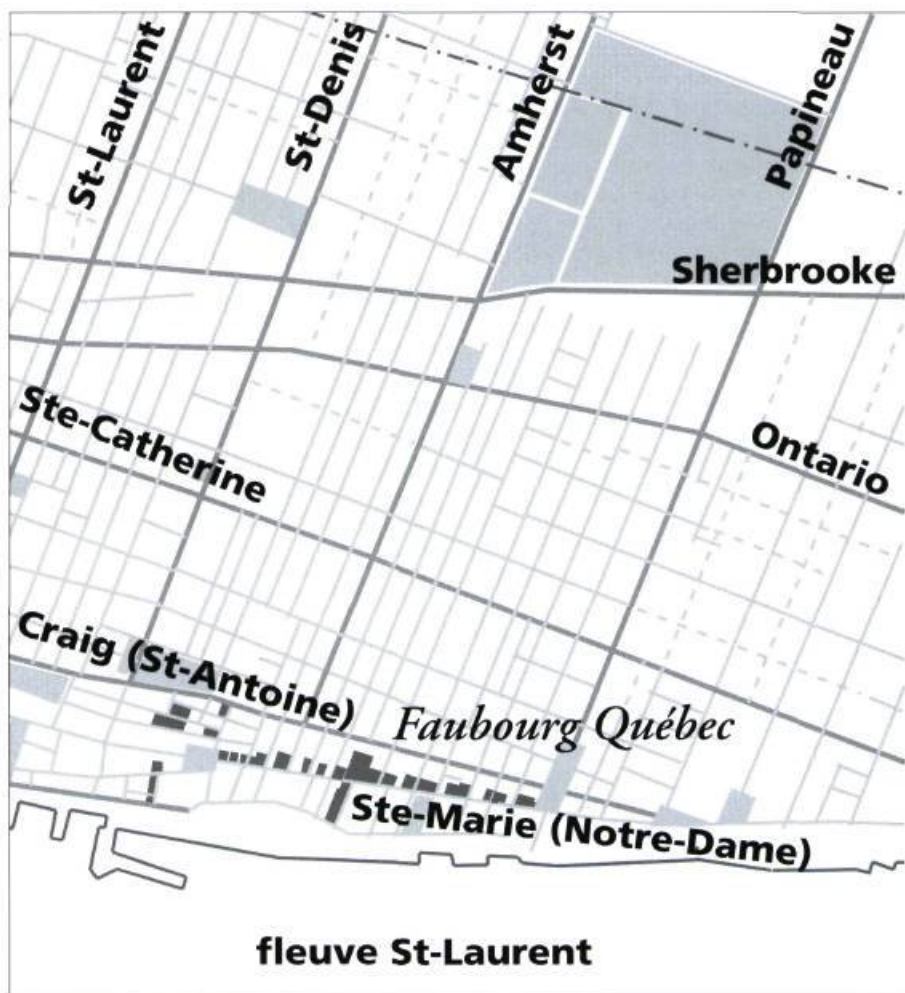 St-Laurent
St-Denis
Amherst
Papineau
Sherbrooke
Ste-Catherine
Ontario
Craig (St-Antoine)
Faubourg Québec
Ste-Marie (Notre-Dame)
fleuve St-Laurent